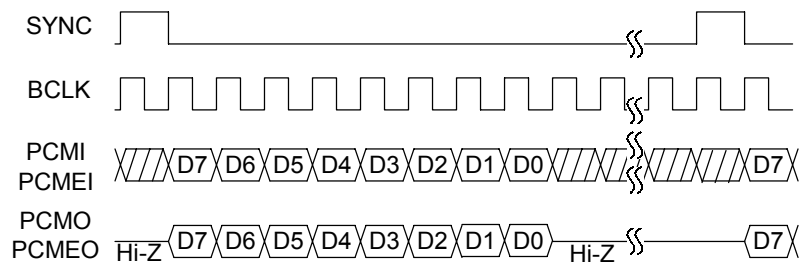 SYNC
BCLK
PCMI
PCMEI
D7 D6 D5 D4 D3 D2 D1 D0 D7
PCMO
PCMEO
Hi-Z D7 D6 D5 D4 D3 D2 D1 D0 Hi-Z D7